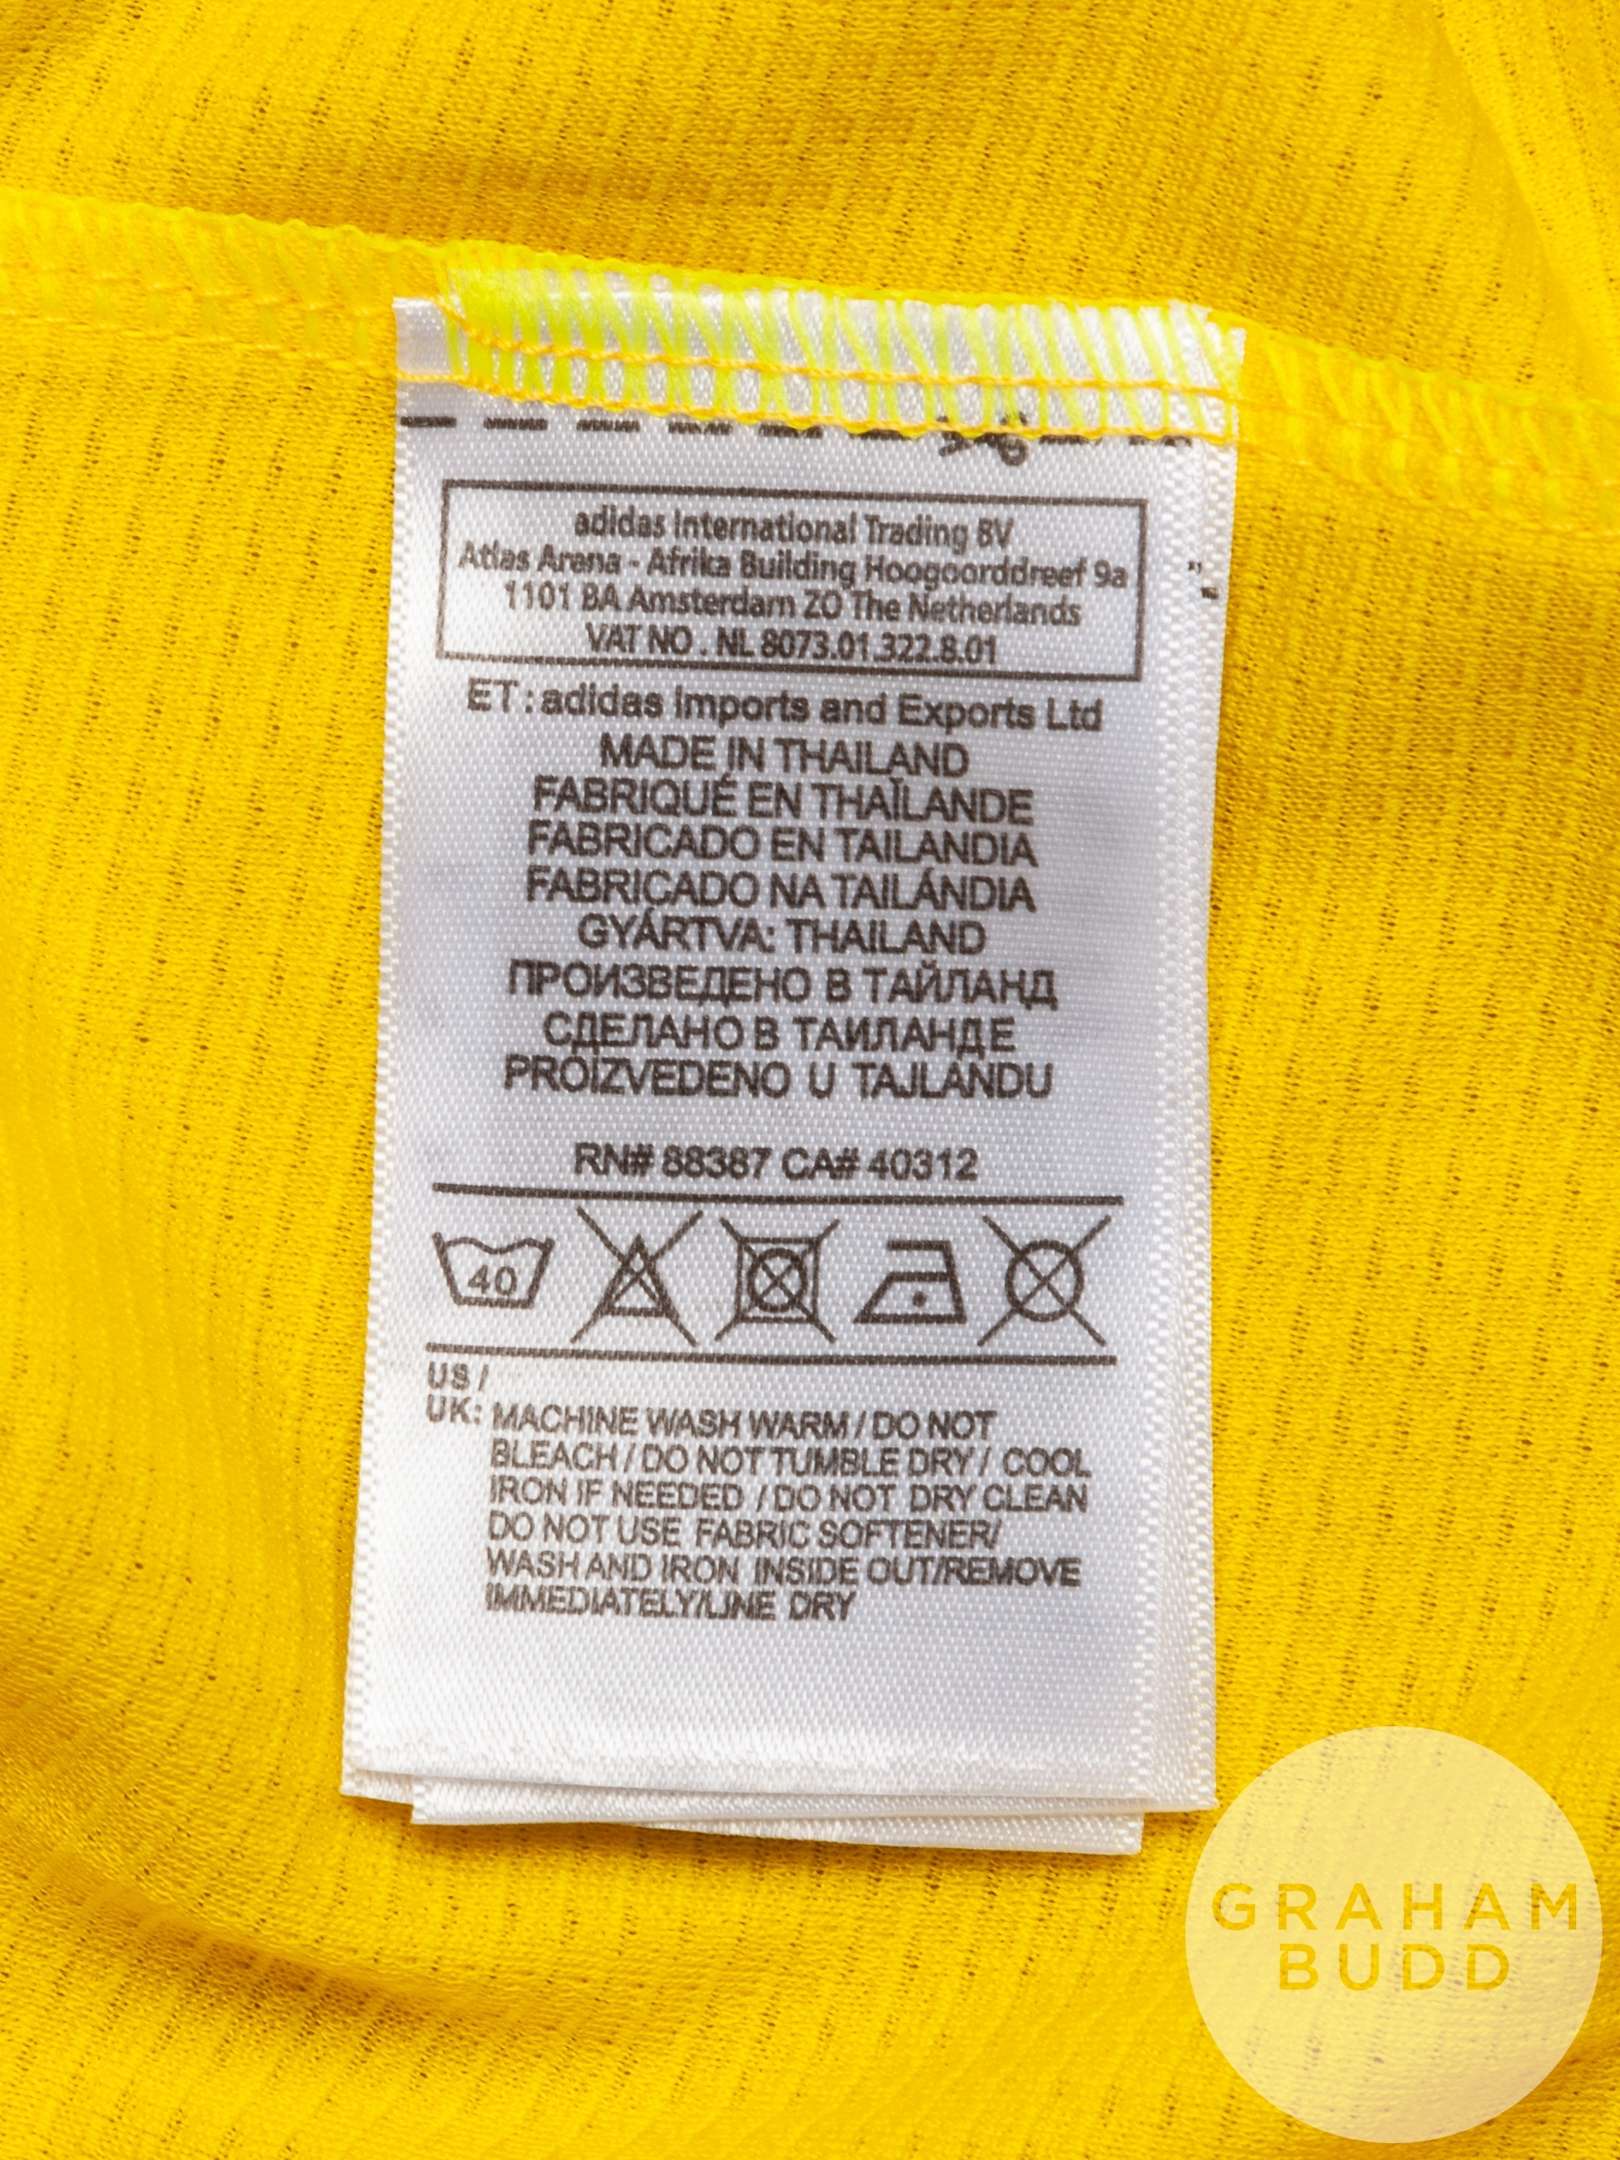 adidas International Trading BV
Atlas Arena - Afrika Building Hoogoorddreef 9a
1101 BA Amsterdam ZO The Netherlands
VAT NO . NL 8073.01.322.8.01
ET : adidas Imports and Exports Ltd
MADE IN THAILAND
FABRIQUÉ EN THAÏLANDE
FABRICADO EN TAILANDIA
FABRICADO NA TAILÁNDIA
GYÁRTVA: THAILAND
ПРОИЗВЕДЕНО В ТАЙЛАНД
СДЕЛАНО В ТАИЛАНДЕ
PROIZVEDENO U TAJLANDU
RN# 88387 CA# 40312
40
US /
UK: MACHINE WASH WARM / DO NOT
BLEACH / DO NOT TUMBLE DRY / COOL
IRON IF NEEDED / DO NOT DRY CLEAN
DO NOT USE FABRIC SOFTENER/
WASH AND IRON INSIDE OUT/REMOVE
IMMEDIATELY/LINE DRY
GRAHAM
BUDD